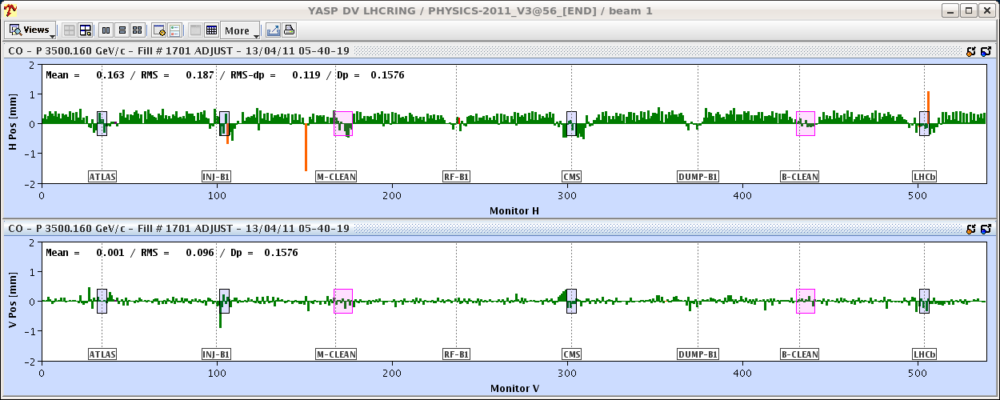 YASP DV LHCRING / PHYSICS-2011_V3@56_[END] / beam 1
Views More
CO - P 3500.160 GeV/c - Fill # 1701 ADJUST - 13/04/11 05-40-19
Mean = 0.163 / RMS = 0.187 / RMS-dp = 0.119 / Dp = 0.1576
H Pos [mm]
2
1
0
-1
-2
ATLAS INJ-B1 M-CLEAN RF-B1 CMS DUMP-B1 B-CLEAN LHCb
0 100 200 300 400 500
Monitor H
CO - P 3500.160 GeV/c - Fill # 1701 ADJUST - 13/04/11 05-40-19
Mean = 0.001 / RMS = 0.096 / Dp = 0.1576
V Pos [mm]
2
1
0
-1
-2
ATLAS INJ-B1 M-CLEAN RF-B1 CMS DUMP-B1 B-CLEAN LHCb
0 100 200 300 400 500
Monitor V